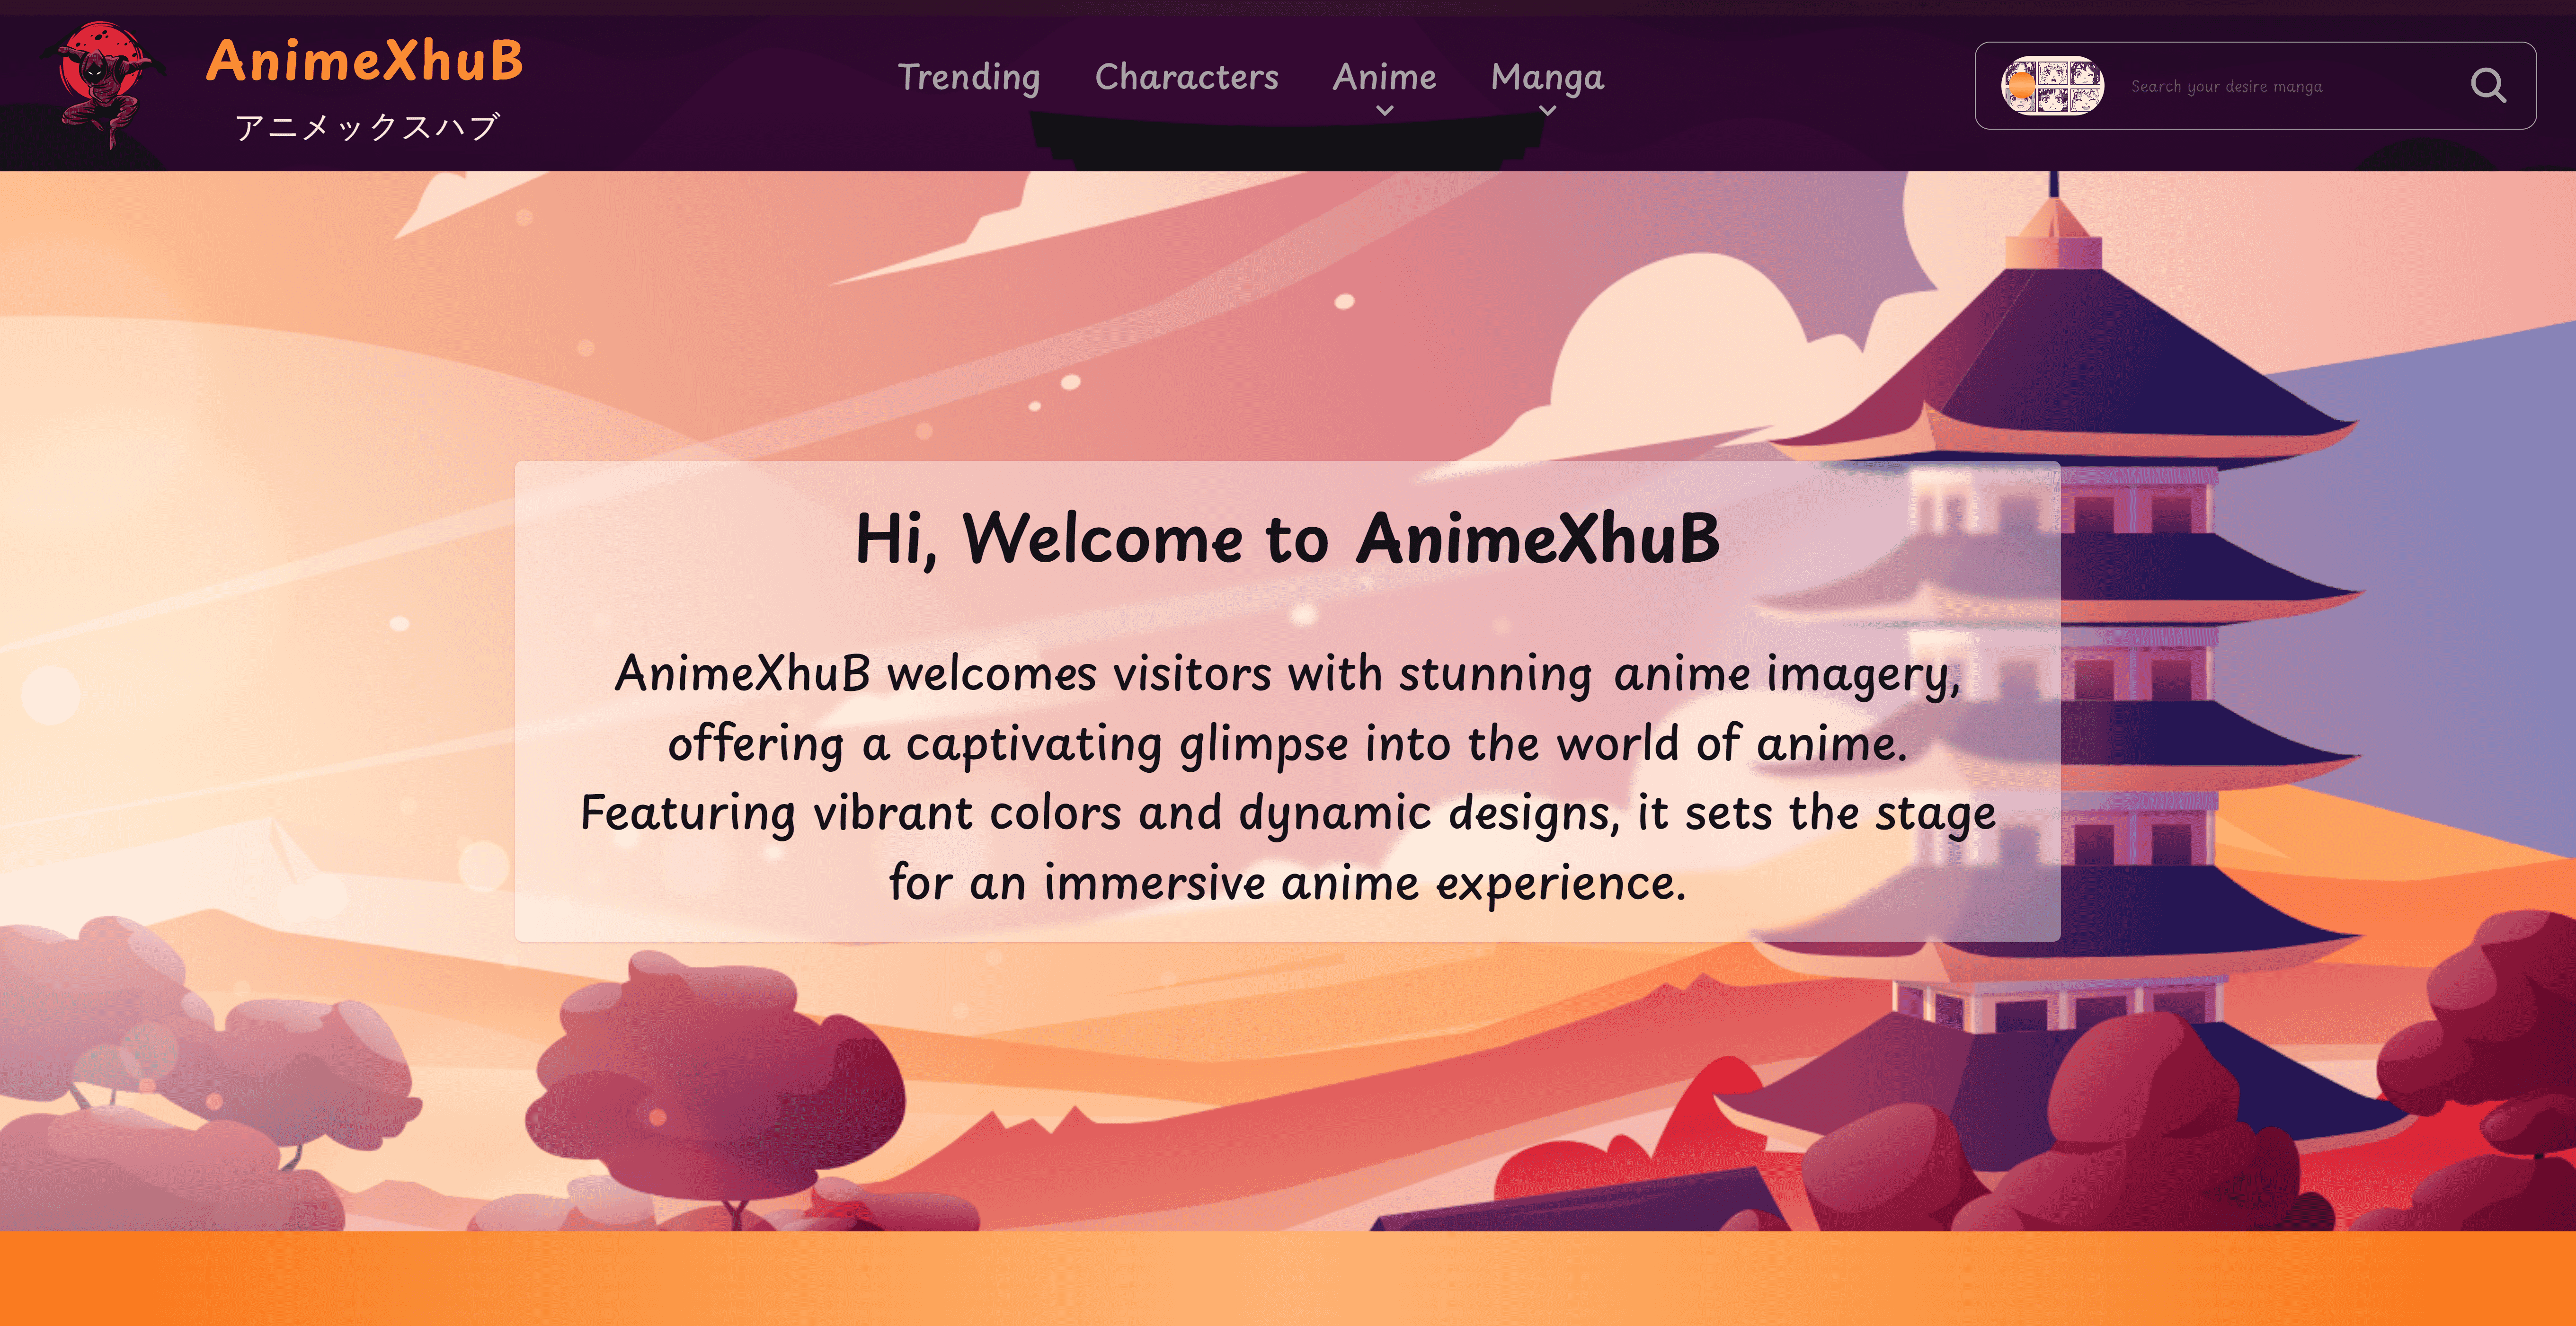 AnimeXhuB
アニメックスハブ
Trending
Characters
Anime
Manga
Search your desire manga
Hi, Welcome to AnimeXhuB
AnimeXhuB welcomes visitors with stunning anime imagery,
offering a captivating glimpse into the world of anime.
Featuring vibrant colors and dynamic designs, it sets the stage
for an immersive anime experience.